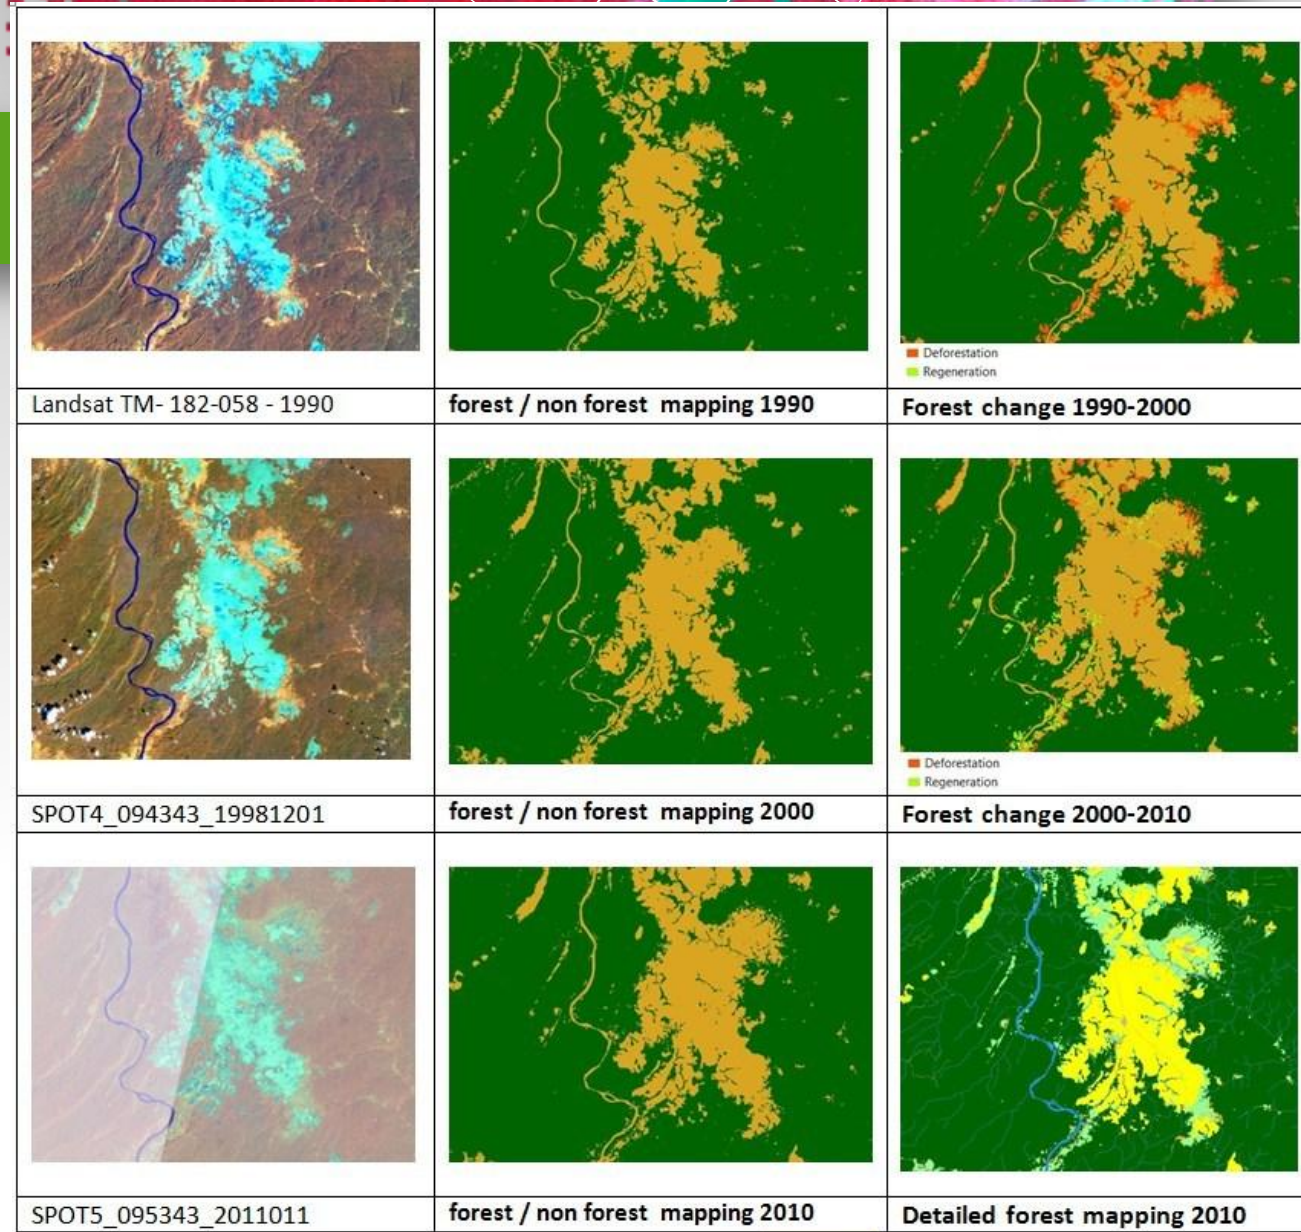 Deforestation
Regeneration
Landsat TM- 182-058 - 1990
forest / non forest mapping 1990
Forest change 1990-2000
Deforestation
Regeneration
SPOT4_094343_19981201
forest / non forest mapping 2000
Forest change 2000-2010
SPOT5_095343_2011011
forest / non forest mapping 2010
Detailed forest mapping 2010